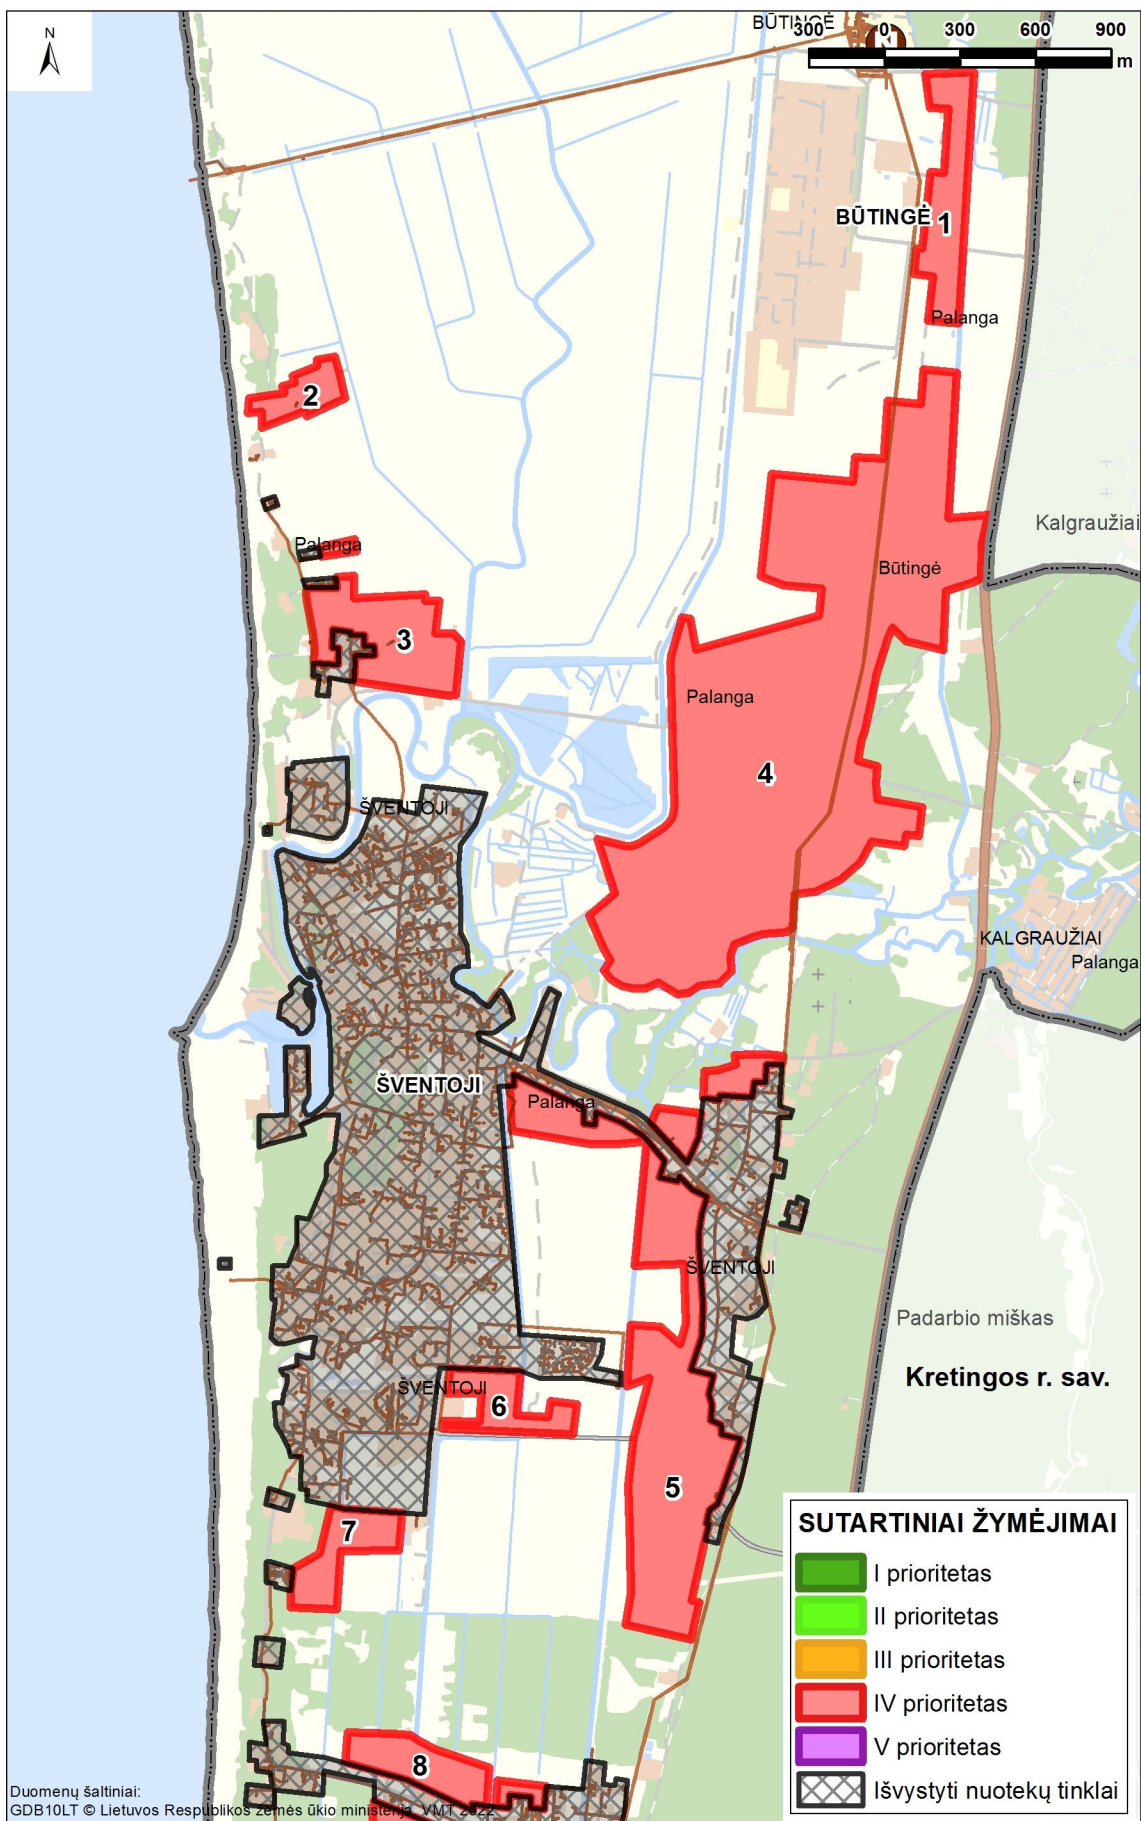 N
BŪTINGĖ
300 0 300 600 900
m
N
BŪTINGĖ
1
Palanga
2
Kalgraužiai
Palanga
Būtingė
3
Palanga
4
ŠVENTOJI
KALGRAUŽIAI
Palanga
ŠVENTOJI
Palanga
ŠVENTOJI
Padarbio miškas
Kretingos r. sav.
ŠVENTOJI
6
5
7
8
SUTARTINIAI ŽYMĖJIMAI
I prioritetas
II prioritetas
III prioritetas
IV prioritetas
V prioritetas
Išvystyti nuotekų tinklai
Duomenų šaltiniai:
GDB10LT © Lietuvos Respublikos žemės ūkio ministerija, VMT 2022